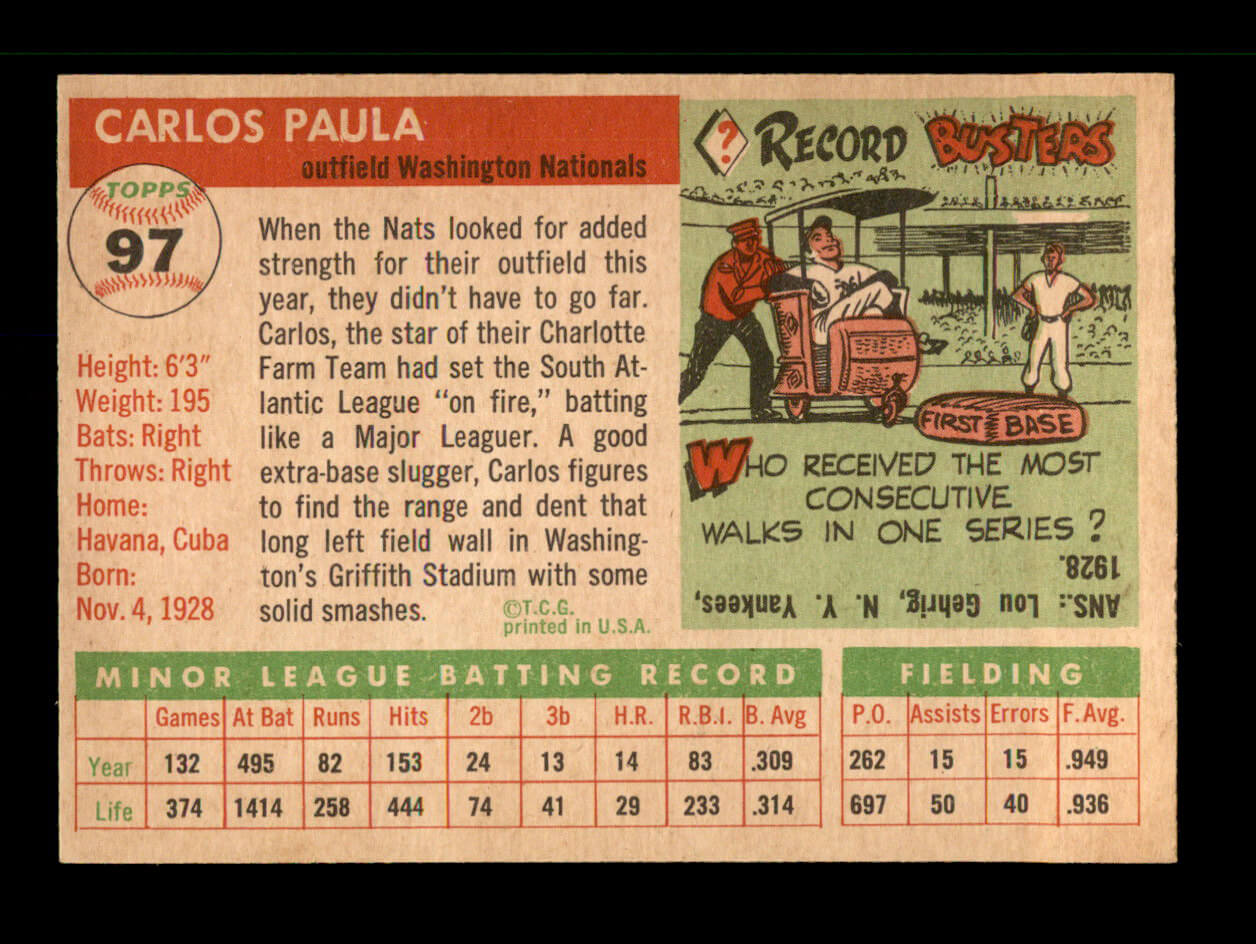 CARLOS PAULA
outfield Washington Nationals
TOPPS
97
Height: 6'3"
Weight: 195
Bats: Right
Throws: Right
Home:
Havana, Cuba
Born:
Nov. 4, 1928
When the Nats looked for added
strength for their outfield this
year, they didn't have to go far.
Carlos, the star of their Charlotte
Farm Team had set the South At-
lantic League "on fire," batting
like a Major Leaguer. A good
extra-base slugger, Carlos figures
to find the range and dent that
long left field wall in Washing-
ton's Griffith Stadium with some
solid smashes.
©T.C.G.
printed in U.S.A.
? RECORD BUSTERS
FIRST BASE
WHO RECEIVED THE MOST
CONSECUTIVE
WALKS IN ONE SERIES?
ANS.: Lou Gehrig, N. Y. Yankees,
1928.
MINOR LEAGUE BATTING RECORD
Games At Bat Runs Hits 2b 3b H.R. R.B.I. B. Avg
Year 132 495 82 153 24 13 14 83 .309
Life 374 1414 258 444 74 41 29 233 .314
FIELDING
P.O. Assists Errors F. Avg.
262 15 15 .949
697 50 40 .936